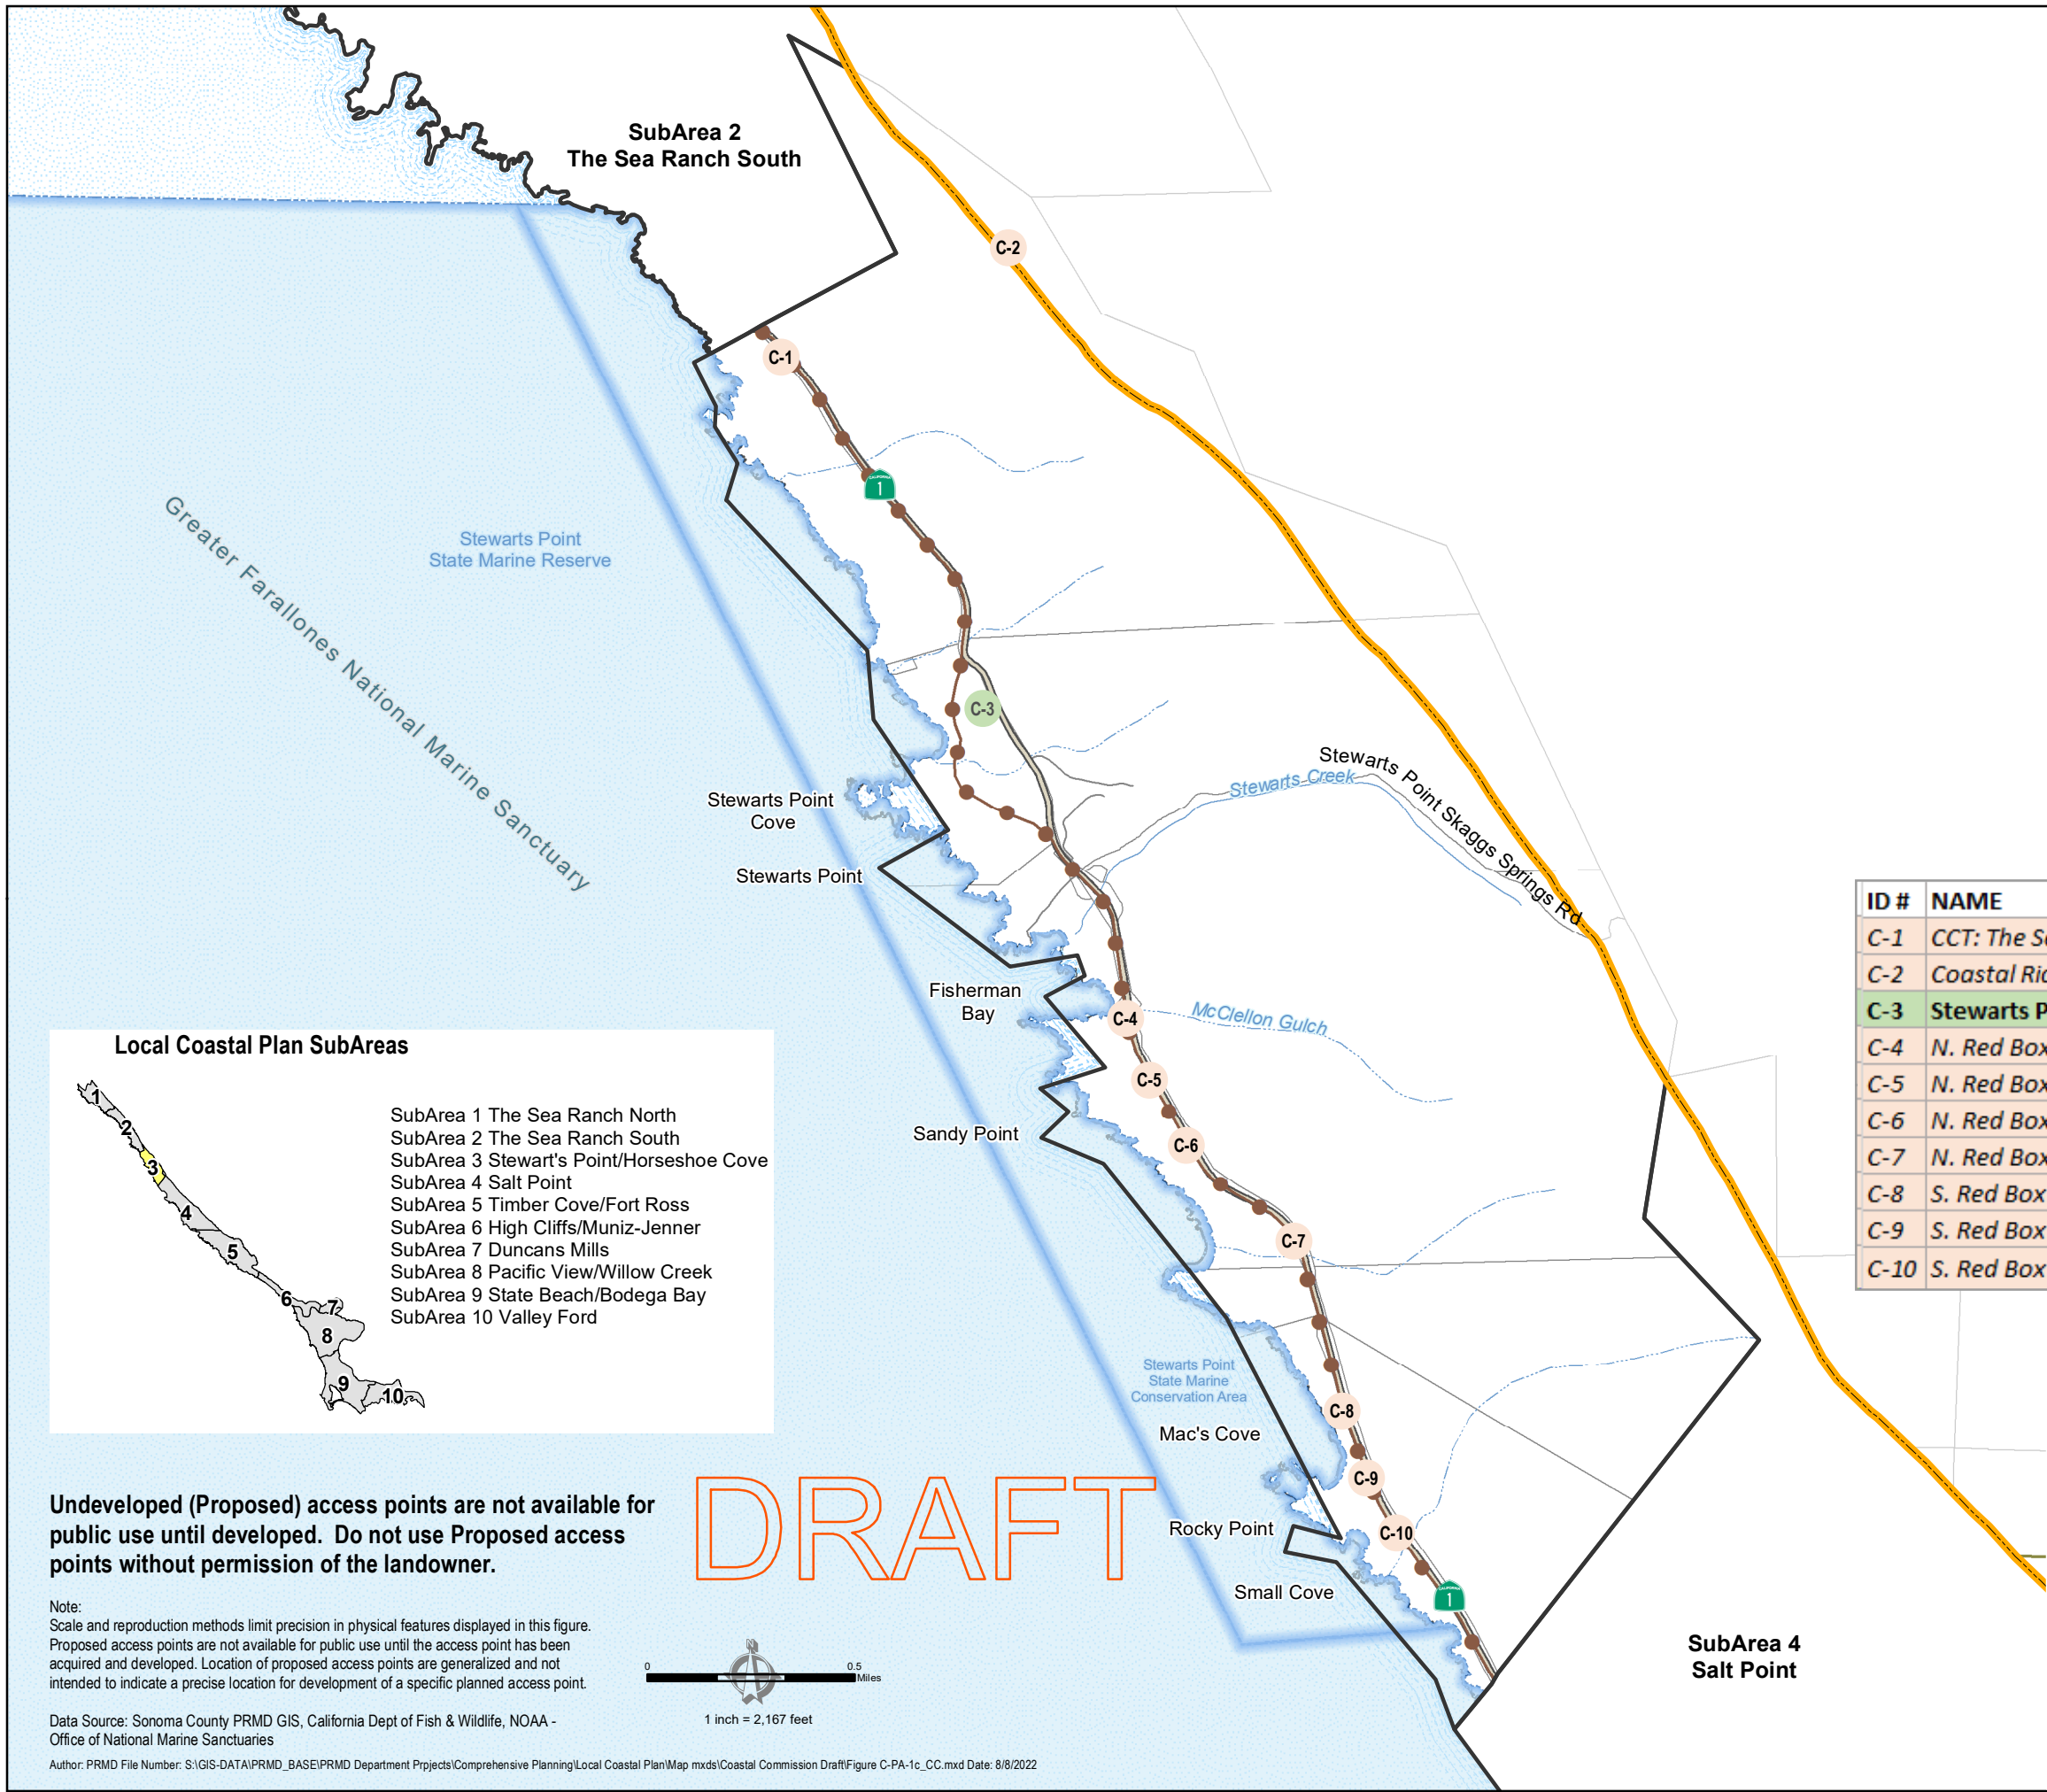 SubArea 2
The Sea Ranch South
C-2
C-1
CALIFORNIA
1
Stewarts Point
State Marine Reserve
Greater Farallones National Marine Sanctuary
C-3
Stewarts Point Skaggs Springs Rd
Stewarts Creek
Stewarts Point
Cove
Stewarts Point
Fisherman
Bay
C-4
McClellon Gulch
C-5
Sandy Point
C-6
C-7
ID # NAME
C-1 CCT: The S
C-2 Coastal Ri
C-3 Stewarts P
C-4 N. Red Box
C-5 N. Red Box
C-6 N. Red Box
C-7 N. Red Box
C-8 S. Red Box
C-9 S. Red Box
C-10 S. Red Box
Local Coastal Plan SubAreas
1
2
3
4
5
6
7
8
9
10
SubArea 1 The Sea Ranch North
SubArea 2 The Sea Ranch South
SubArea 3 Stewart's Point/Horseshoe Cove
SubArea 4 Salt Point
SubArea 5 Timber Cove/Fort Ross
SubArea 6 High Cliffs/Muniz-Jenner
SubArea 7 Duncans Mills
SubArea 8 Pacific View/Willow Creek
SubArea 9 State Beach/Bodega Bay
SubArea 10 Valley Ford
Stewarts Point
State Marine
Conservation Area
C-8
Mac's Cove
C-9
Rocky Point
C-10
Small Cove
CALIFORNIA
1
SubArea 4
Salt Point
DRAFT
Undeveloped (Proposed) access points are not available for
public use until developed. Do not use Proposed access
points without permission of the landowner.
Note:
Scale and reproduction methods limit precision in physical features displayed in this figure.
Proposed access points are not available for public use until the access point has been
acquired and developed. Location of proposed access points are generalized and not
intended to indicate a precise location for development of a specific planned access point.
0 0.5
Miles
1 inch = 2,167 feet
Data Source: Sonoma County PRMD GIS, California Dept of Fish & Wildlife, NOAA -
Office of National Marine Sanctuaries
Author: PRMD File Number: S:\GIS-DATA\PRMD_BASE\PRMD Department Prpjects\Comprehensive Planning\Local Coastal Plan\Map mxds\Coastal Commission Draft\Figure C-PA-1c_CC.mxd Date: 8/8/2022